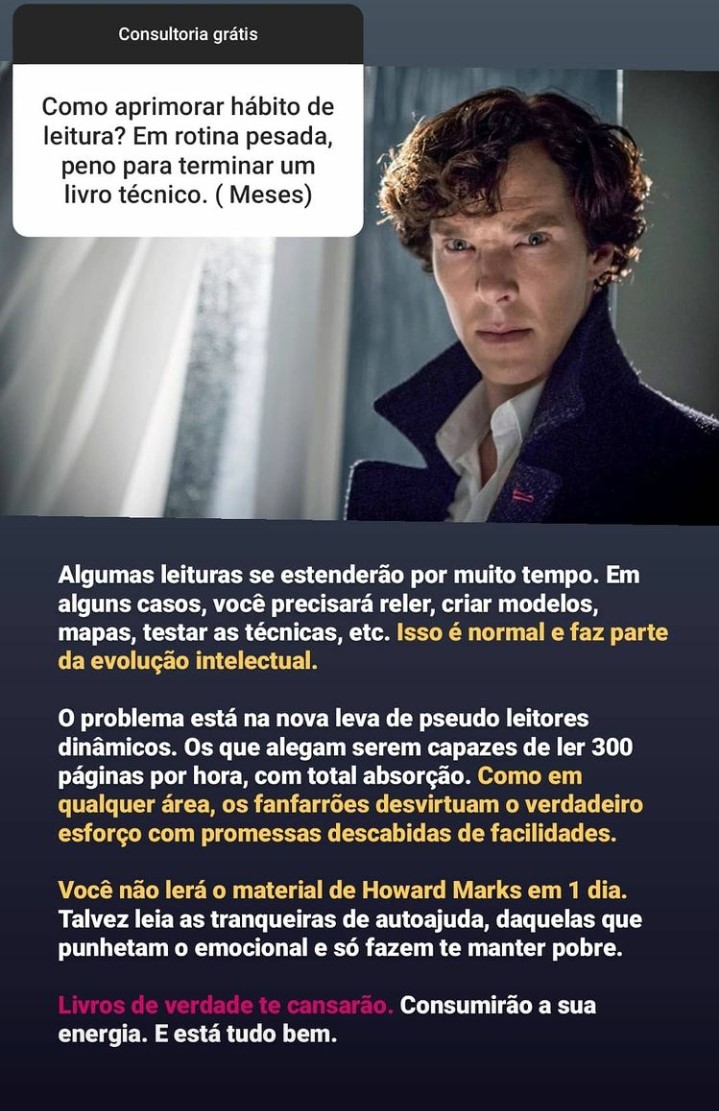 Consultoria grátis
Como aprimorar hábito de
leitura? Em rotina pesada,
peno para terminar um
livro técnico. ( Meses)
Algumas leituras se estenderão por muito tempo. Em
alguns casos, você precisará reler, criar modelos,
mapas, testar as técnicas, etc. Isso é normal e faz parte
da evolução intelectual.
O problema está na nova leva de pseudo leitores
dinâmicos. Os que alegam serem capazes de ler 300
páginas por hora, com total absorção. Como em
qualquer área, os fanfarrões desvirtuam o verdadeiro
esforço com promessas descabidas de facilidades.
Você não lerá o material de Howard Marks em 1 dia.
Talvez leia as tranqueiras de autoajuda, daquelas que
punhetam o emocional e só fazem te manter pobre.
Livros de verdade te cansarão. Consumirão a sua
energia. E está tudo bem.